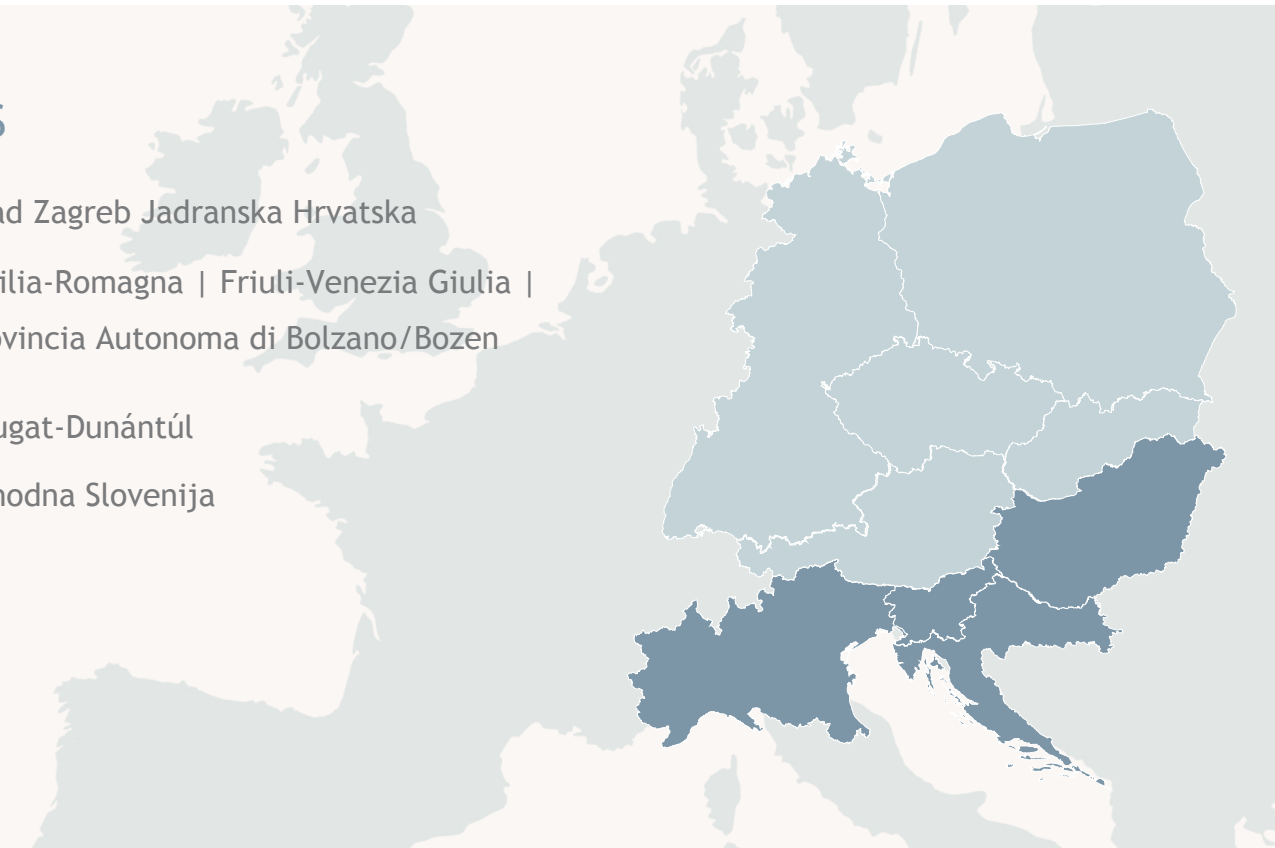 s
ad Zagreb Jadranska Hrvatska
ilia-Romagna | Friuli-Venezia Giulia |
ovincia Autonoma di Bolzano/Bozen
ugat-Dunántúl
hodna Slovenija